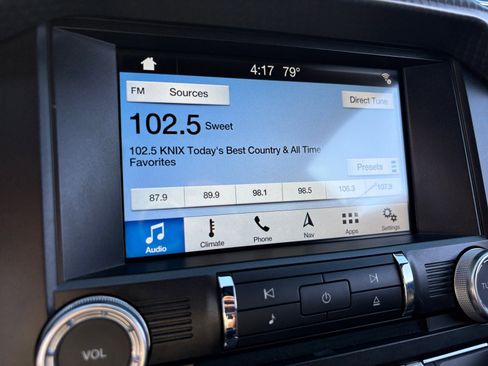 4:17 79°
FM Sources
Direct Tune
102.5 Sweet
102.5 KNIX Today's Best Country & All Time
Favorites
Presets
87.9 89.9 98.1 98.5 106.3 107.9
Audio Climate Phone Nav Apps Settings
VOL
TU